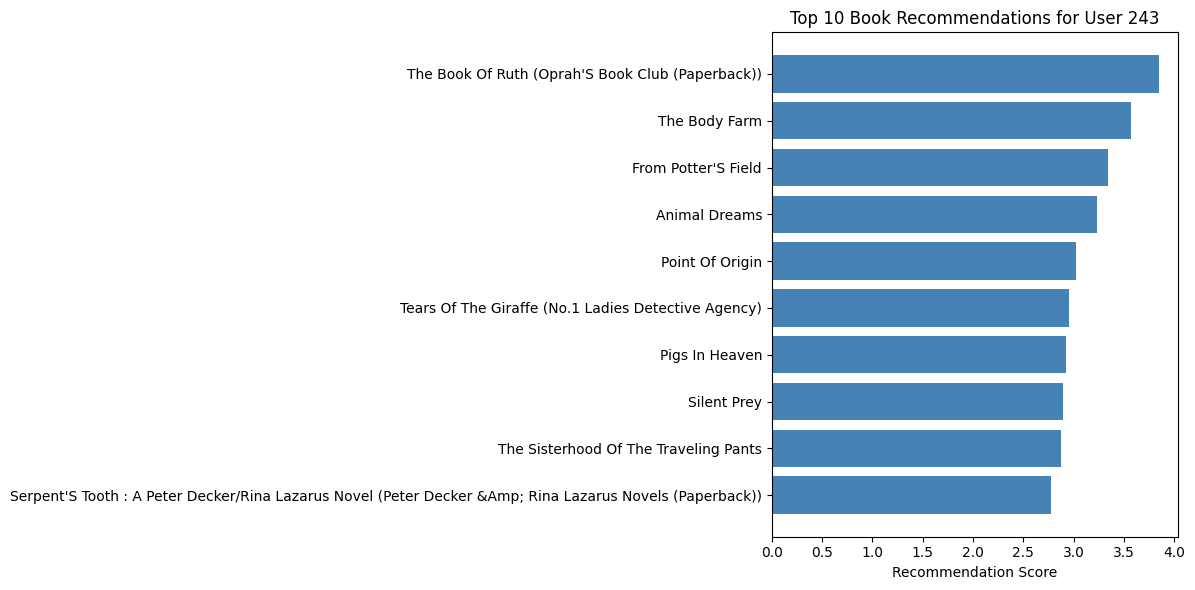 Top 10 Book Recommendations for User 243
The Book Of Ruth (Oprah'S Book Club (Paperback))
The Body Farm
From Potter'S Field
Animal Dreams
Point Of Origin
Tears Of The Giraffe (No.1 Ladies Detective Agency)
Pigs In Heaven
Silent Prey
The Sisterhood Of The Traveling Pants
Serpent'S Tooth : A Peter Decker/Rina Lazarus Novel (Peter Decker &Amp; Rina Lazarus Novels (Paperback))
0.0 0.5 1.0 1.5 2.0 2.5 3.0 3.5 4.0
Recommendation Score